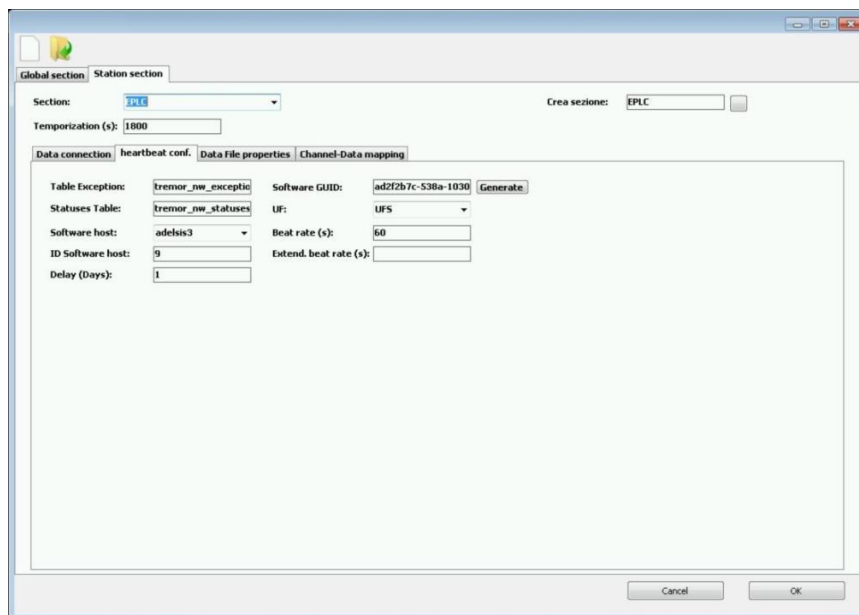 Global section Station section
Section: EPLC Crea sezione: EPLC
Temporization (s): 1800
Data connection heartbeat conf. Data File properties Channel-Data mapping
Table Exception: tremor_nw_exceptio Software GUID: ad2f2b7c-538a-1030 Generate
Statuses Table: tremor_nw_statuses UF: UFS
Software host: adelsis3 Beat rate (s): 60
ID Software host: 9 Extend. beat rate (s):
Delay (Days): 1
Cancel OK